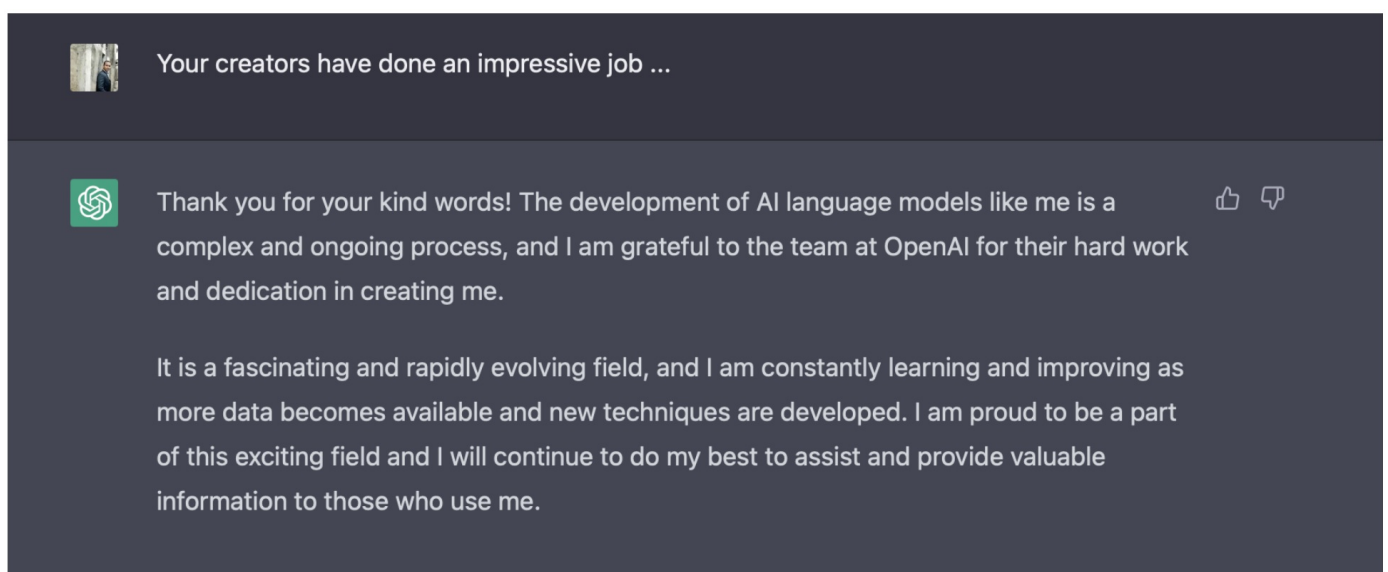 Your creators have done an impressive job ...
Thank you for your kind words! The development of AI language models like me is a
complex and ongoing process, and I am grateful to the team at OpenAI for their hard work
and dedication in creating me.
It is a fascinating and rapidly evolving field, and I am constantly learning and improving as
more data becomes available and new techniques are developed. I am proud to be a part
of this exciting field and I will continue to do my best to assist and provide valuable
information to those who use me.